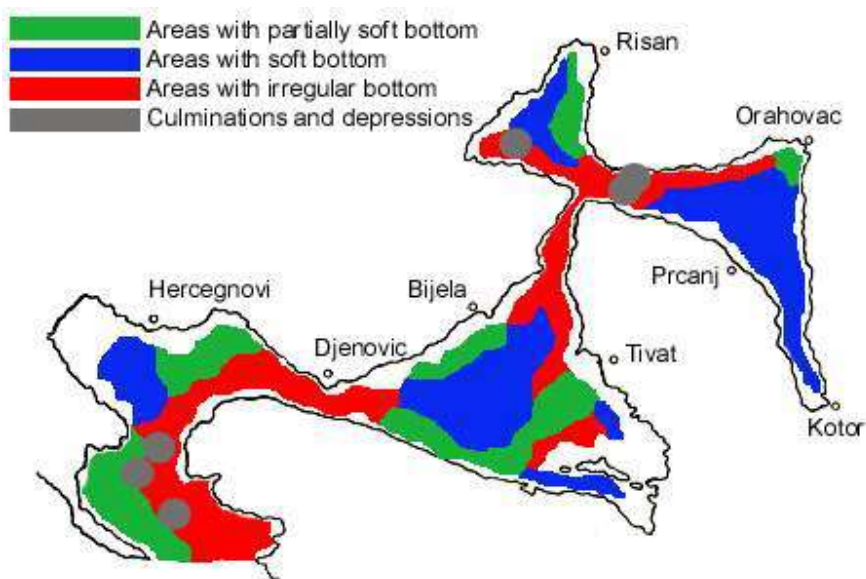 Areas with partially soft bottom
Areas with soft bottom
Areas with irregular bottom
Culminations and depressions
Risan
Orahovac
Prcanj
Hercegnovi
Bijela
Djenovic
Tivat
Kotor